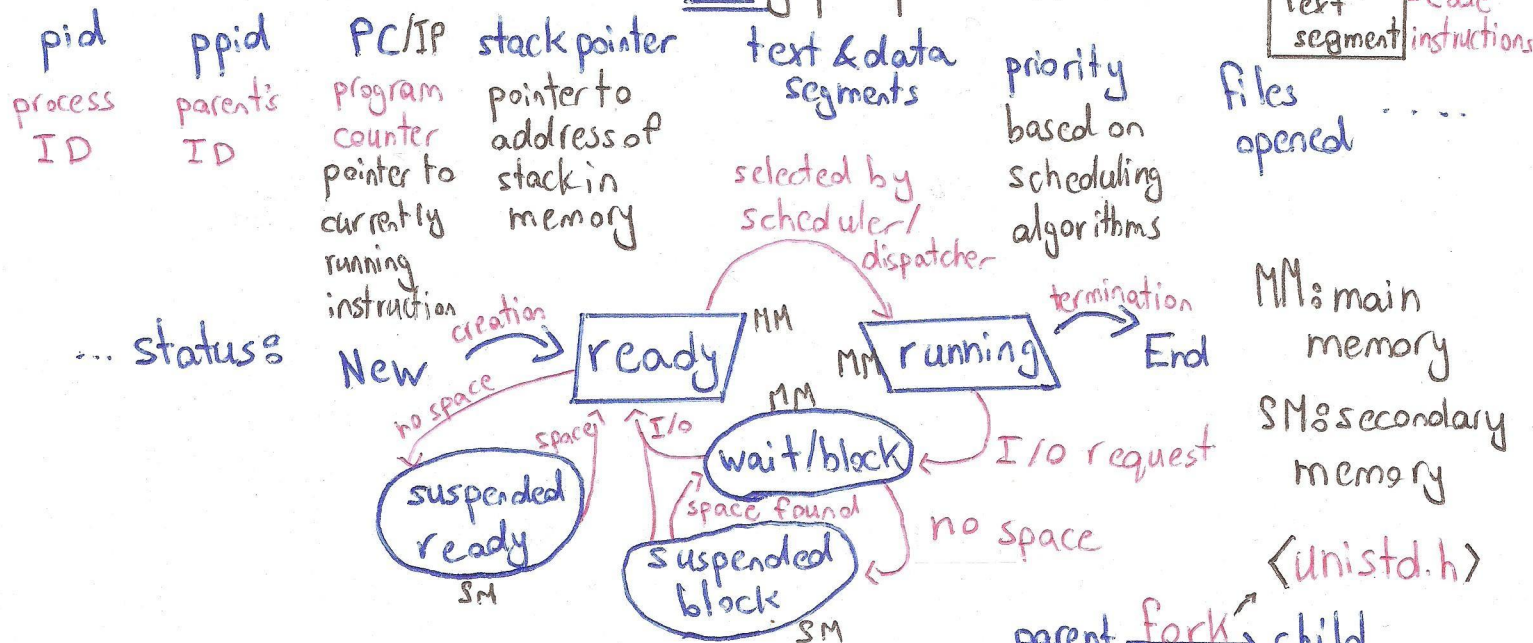 pid
process
ID
ppid
parent's
ID
PC/IP
program
counter
pointer to
currently
running
instruction
stack pointer
pointer to
address of
stack in
memory
text & data
segments
priority
based on
scheduling
algorithms
files
opened .....
text
segment
instructions
selected by
scheduler/
dispatcher
... status:
New
creation
ready
MM
MM
running
termination
End
MM: main
memory
SM: secondary
memory
no space
space
I/O
MM
wait/block
I/O request
suspended
ready
SM
space found
no space
suspended
block
SM
<unistd.h>
parent fork child